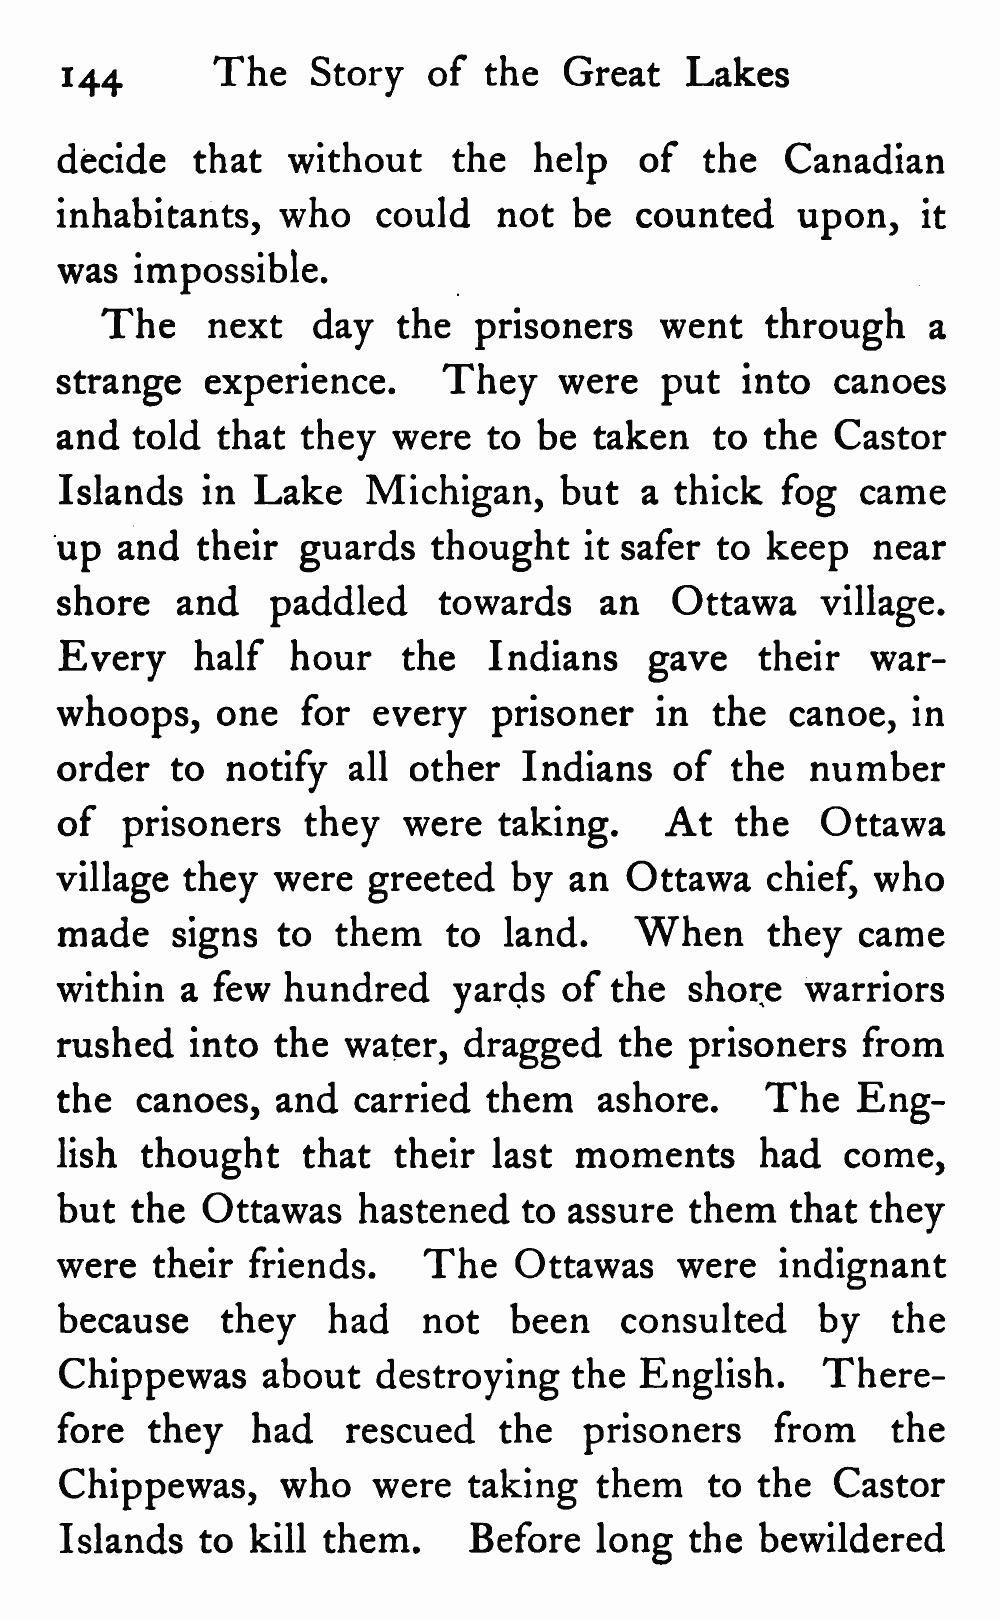 144 The Story of the Great Lakes
decide that without the help of the Canadian
inhabitants, who could not be counted upon, it
was impossible.
The next day the prisoners went through a
strange experience. They were put into canoes
and told that they were to be taken to the Castor
Islands in Lake Michigan, but a thick fog came
up and their guards thought it safer to keep near
shore and paddled towards an Ottawa village.
Every half hour the Indians gave their war-
whoops, one for every prisoner in the canoe, in
order to notify all other Indians of the number
of prisoners they were taking. At the Ottawa
village they were greeted by an Ottawa chief, who
made signs to them to land. When they came
within a few hundred yards of the shore warriors
rushed into the water, dragged the prisoners from
the canoes, and carried them ashore. The Eng-
lish thought that their last moments had come,
but the Ottawas hastened to assure them that they
were their friends. The Ottawas were indignant
because they had not been consulted by the
Chippewas about destroying the English. There-
fore they had rescued the prisoners from the
Chippewas, who were taking them to the Castor
Islands to kill them. Before long the bewildered